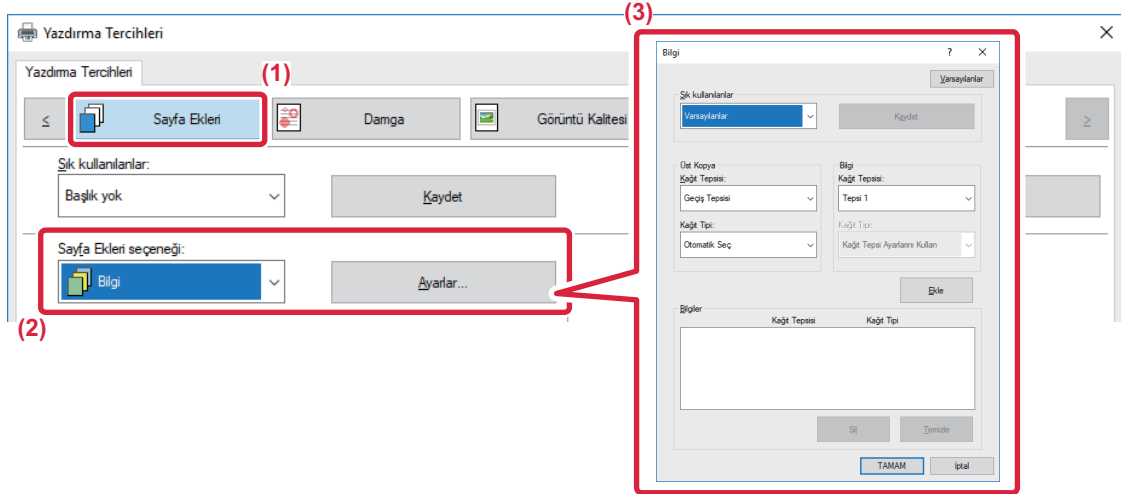 Yazdırma Tercihleri
Yazdırma Tercihleri
(1)
≤ Sayfa Ekleri Damga Görüntü Kalitesi ≥
Sık kullanılanlar:
Başlık yok Kaydet
Sayfa Ekleri seçeneği:
Bilgi Ayarlar...
(2)
(3)
Bilgi ? ×
Varsayılanlar
Şık kullanılanlar
Varsayılanlar Kaydet
Üst Kopya Bilgi
Kağıt Tepsisi: Kağıt Tepsisi:
Geçiş Tepsisi Tepsi 1
Kağıt Tipi: Kağıt Tipi:
Otomatik Seç Kağıt Tepsi Ayarlarını Kullan
Ekle
Bilgiler
Kağıt Tepsisi Kağıt Tipi
Sil Temizle
TAMAM İptal